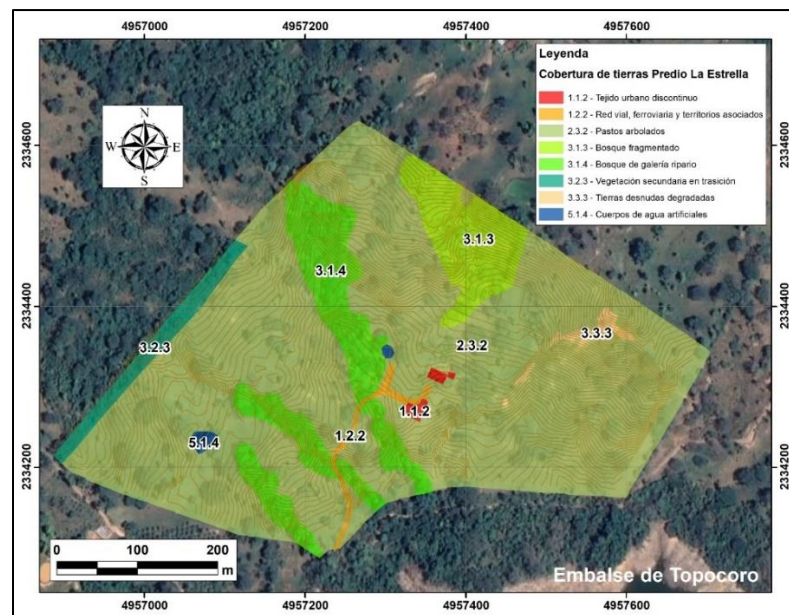 4957000 4957200 4957400 4957600
Leyenda
Cobertura de tierras Predio La Estrella
1.1.2 - Tejido urbano discontinuo
1.2.2 - Red vial, ferroviaria y territorios asociados
2.3.2 - Pastos arbolados
3.1.3 - Bosque fragmentado
3.1.4 - Bosque de galería ripario
3.2.3 - Vegetación secundaria en trasición
3.3.3 - Tierras desnudas degradadas
5.1.4 - Cuerpos de agua artificiales
N
W E
S
2334600 2334600
3.1.3
3.1.4
2334400 2334400
3.3.3
3.2.3 2.3.2
1.1.2
1.2.2
5.1.4
2334200 2334200
0 100 200
m
Embalse de Topocoro
4957000 4957200 4957400 4957600